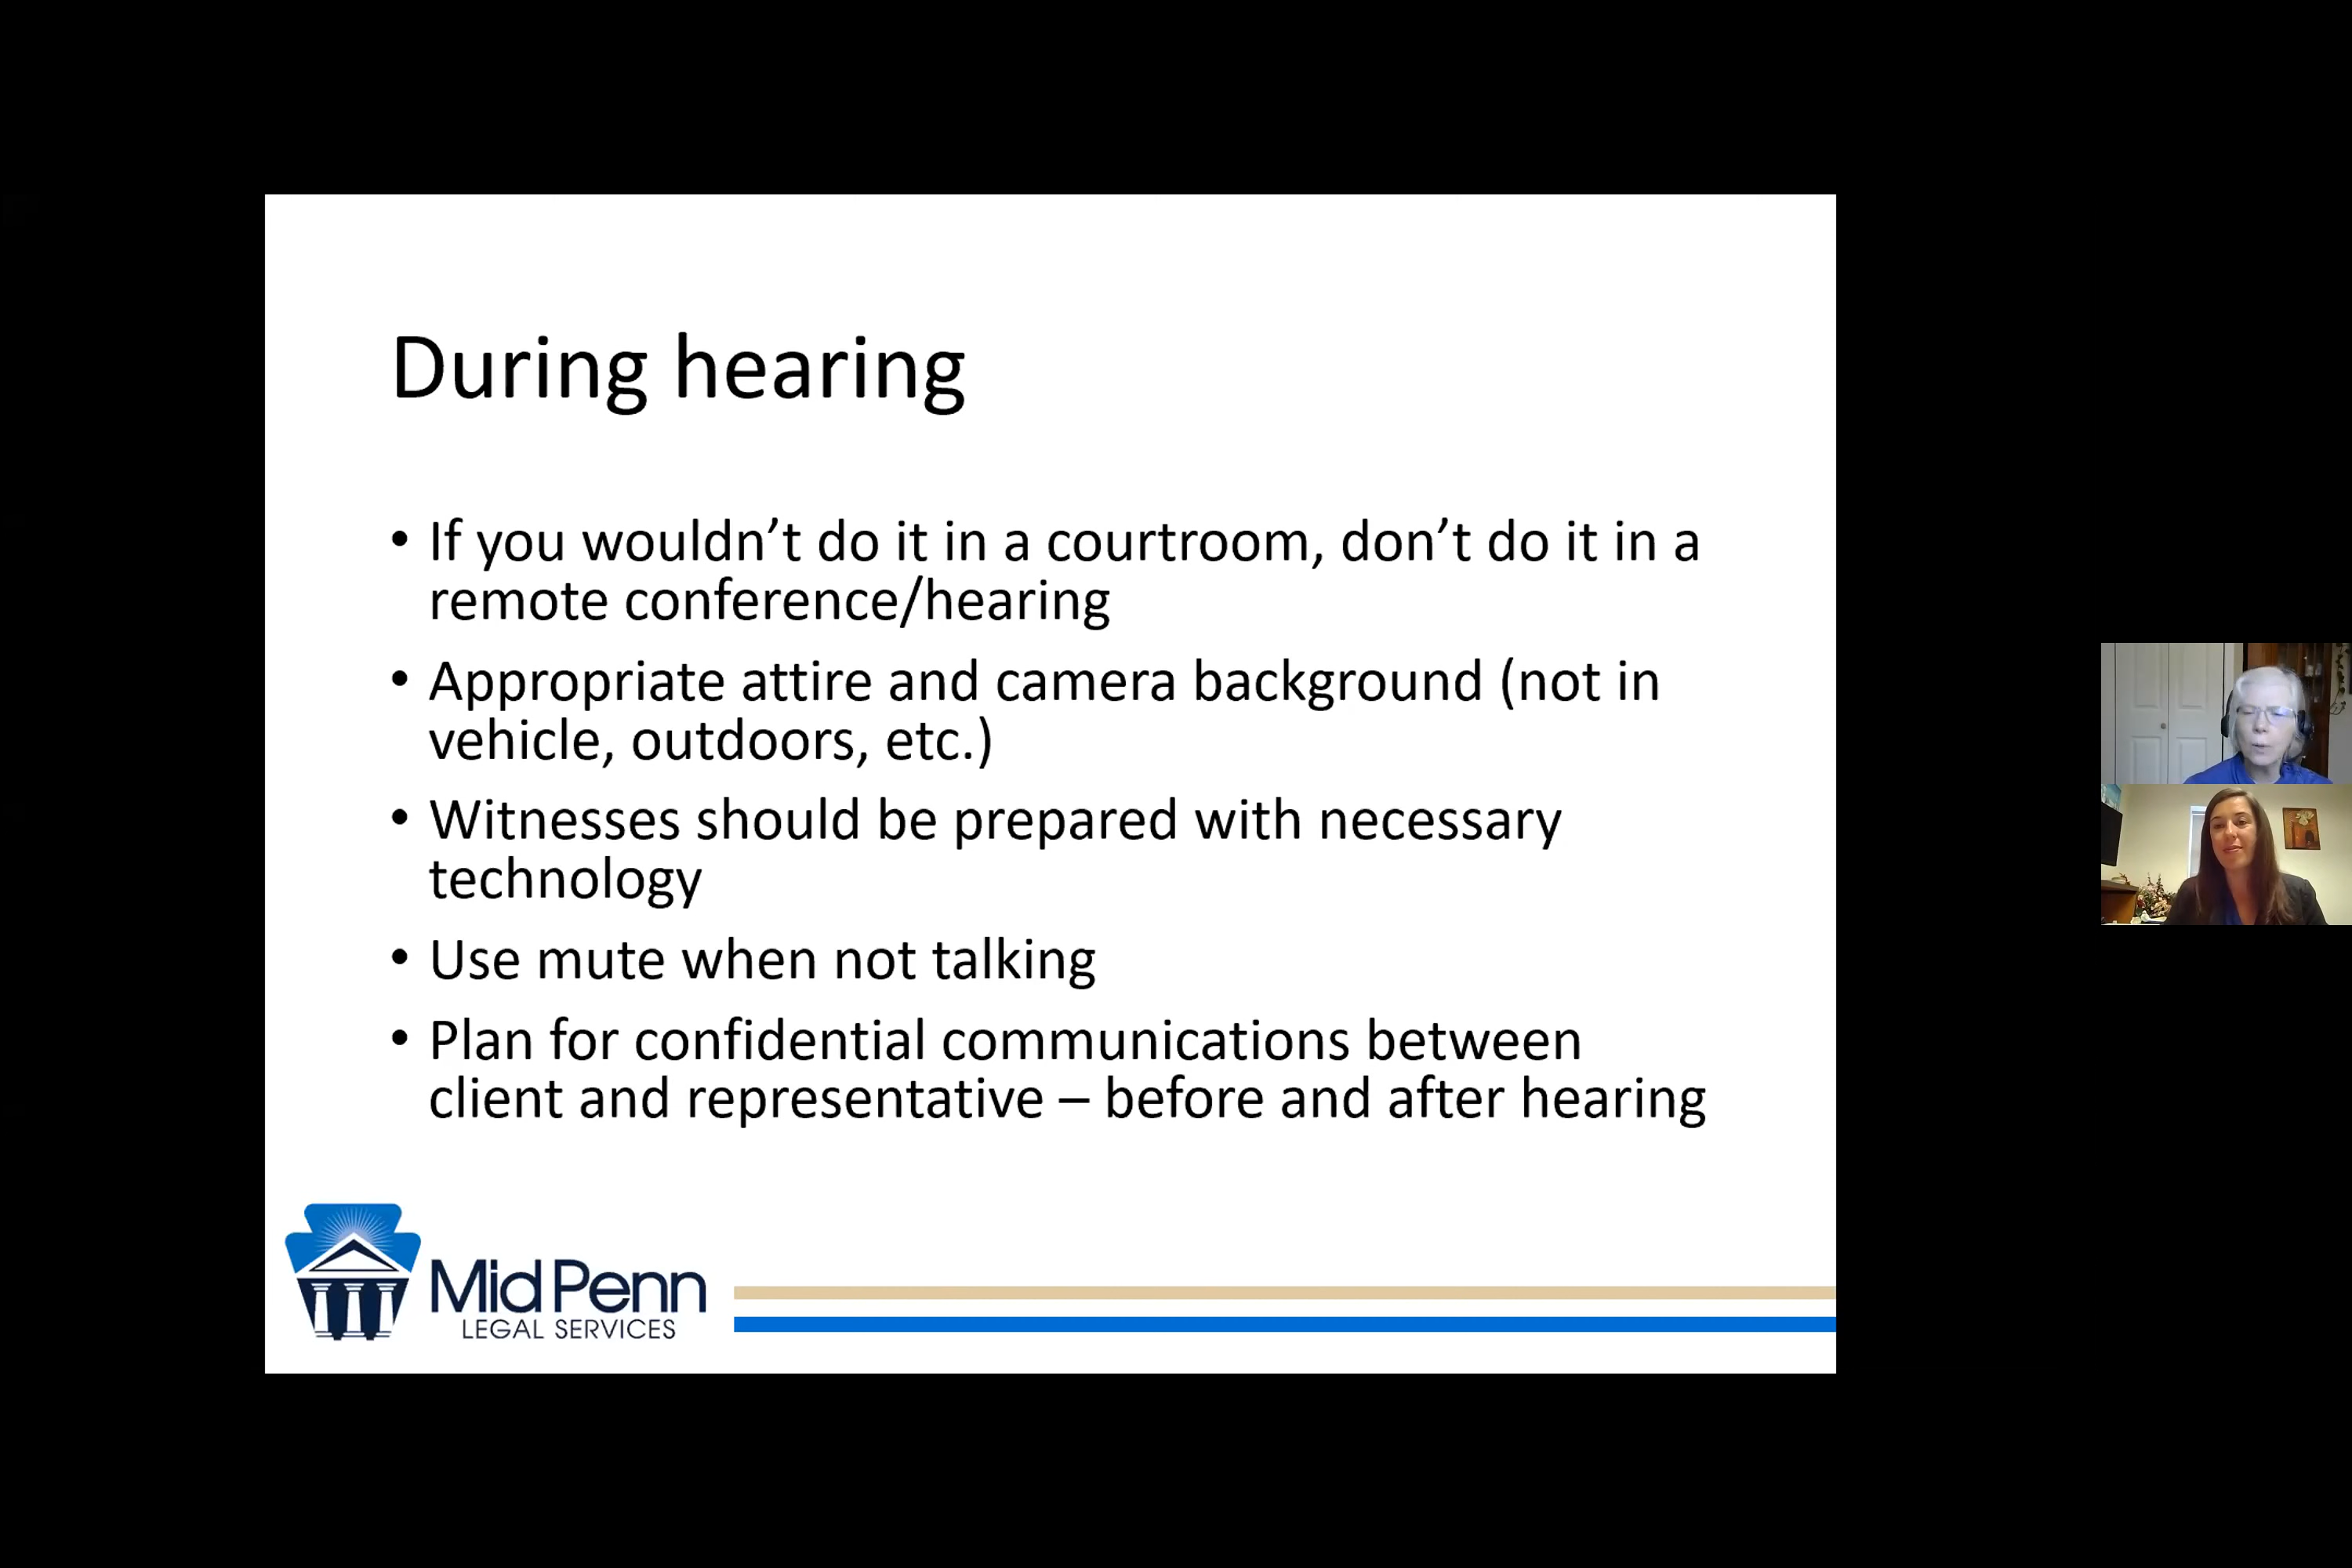 During hearing
• If you wouldn’t do it in a courtroom, don’t do it in a
remote conference/hearing
• Appropriate attire and camera background (not in
vehicle, outdoors, etc.)
• Witnesses should be prepared with necessary
technology
• Use mute when not talking
• Plan for confidential communications between
client and representative – before and after hearing
MidPenn
LEGAL SERVICES